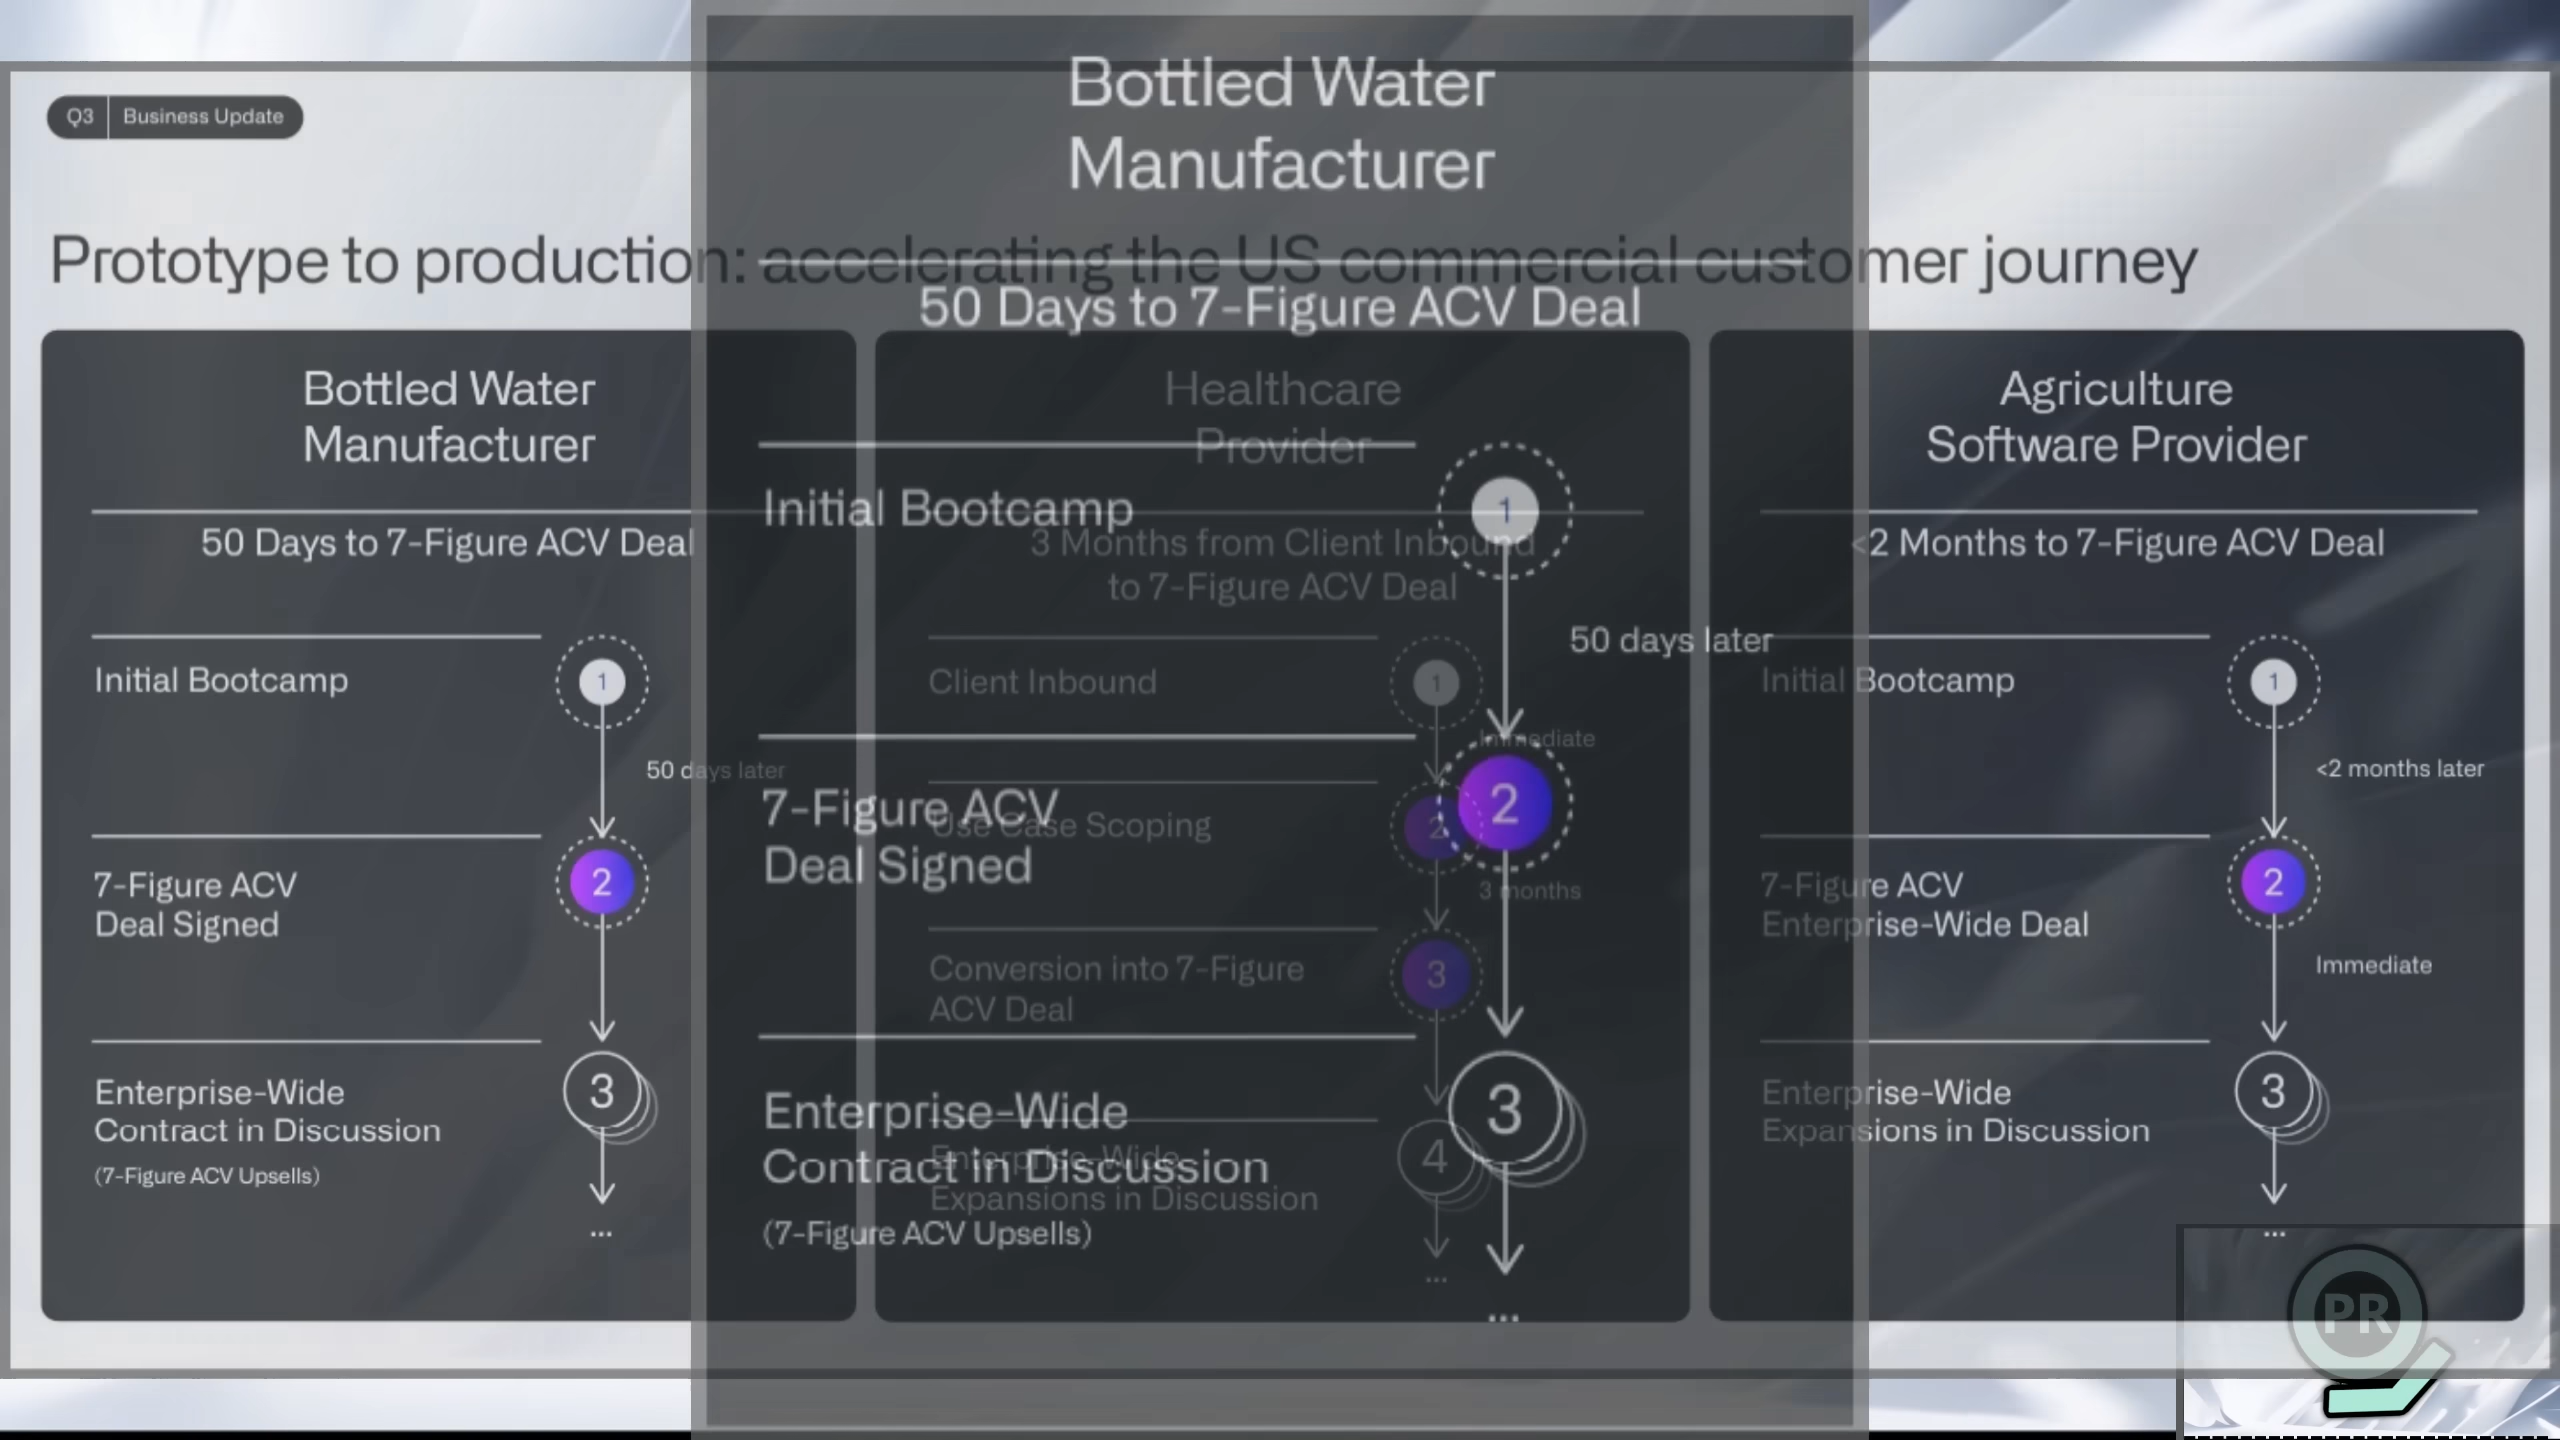 Q3 Business Update
Prototype to production: accelerating the US commercial customer journey
Bottled Water
Manufacturer
50 Days to 7-Figure ACV Deal
Initial Bootcamp
1
50 days later
2
7-Figure ACV
Deal Signed
3
Enterprise-Wide
Contract in Discussion
(7-Figure ACV Upsells)
...
Bottled Water
Manufacturer
50 Days to 7-Figure ACV Deal
Initial Bootcamp
1
50 days later
2
7-Figure ACV
Deal Signed
3
Enterprise-Wide
Contract in Discussion
(7-Figure ACV Upsells)
...
Healthcare
Provider
3 Months from Client Inbound
to 7-Figure ACV Deal
Client Inbound
1
Immediate
Use Case Scoping
2
3 months
Conversion into 7-Figure
ACV Deal
3
Enterprise-Wide
Expansions in Discussion
4
...
Agriculture
Software Provider
<2 Months to 7-Figure ACV Deal
Initial Bootcamp
1
<2 months later
7-Figure ACV
Enterprise-Wide Deal
2
Immediate
Enterprise-Wide
Expansions in Discussion
3
...
PR